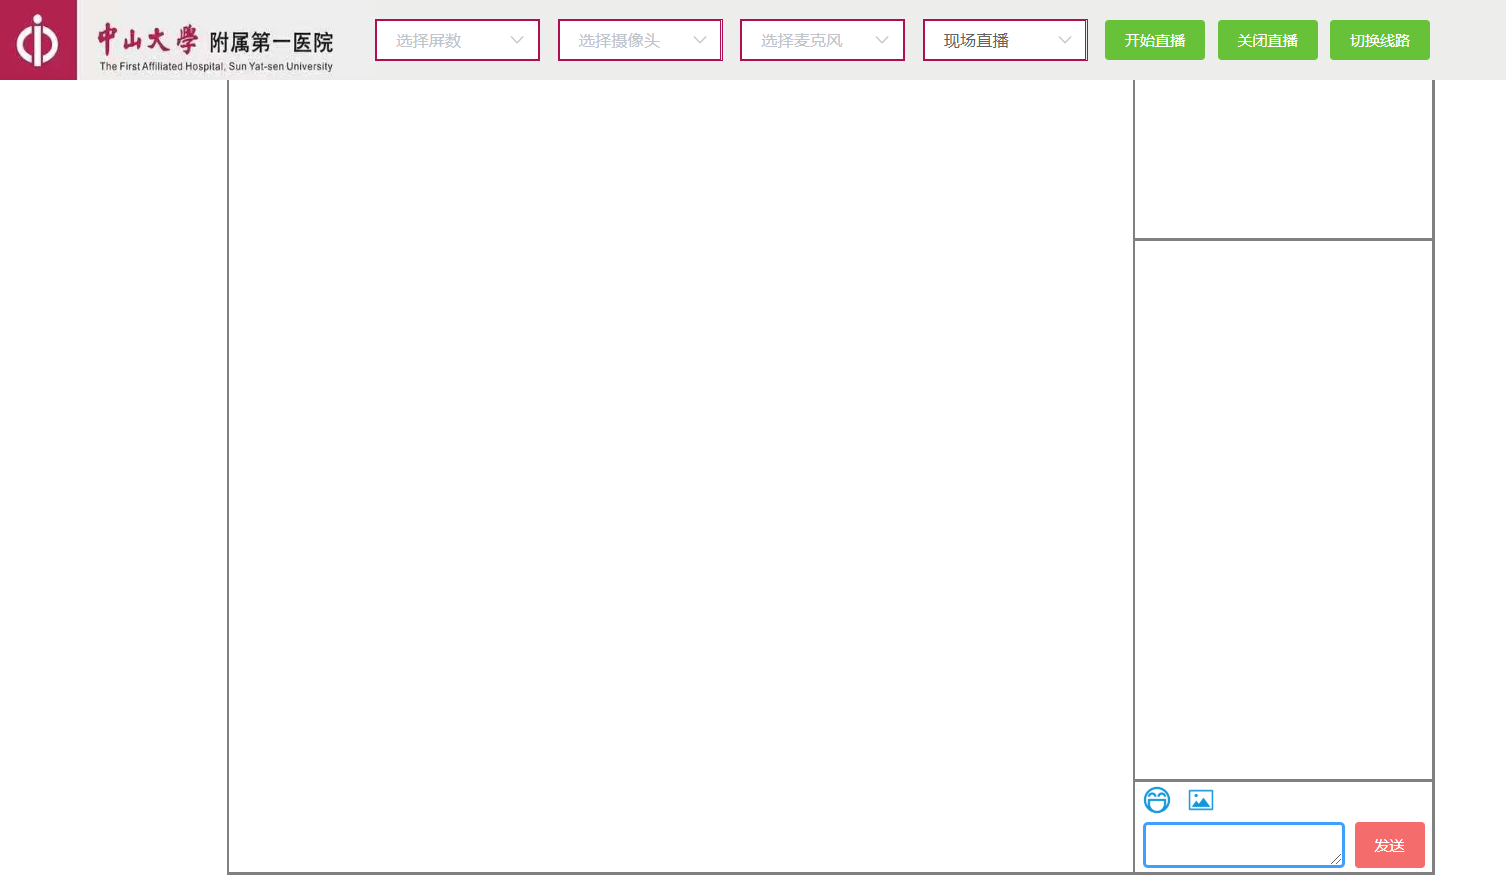 中山大學 附属第一医院
The First Affiliated Hospital, Sun Yat-sen University
选择屏数
选择摄像头
选择麦克风
现场直播
开始直播
关闭直播
切换线路
发送